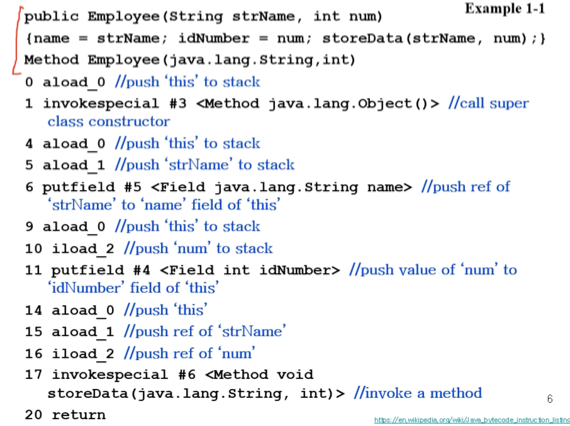 Example 1-1
public Employee(String strName, int num)
{name = strName; idNumber = num; storeData(strName, num);}
Method Employee(java.lang.String,int)
0 aload_0 //push ‘this’ to stack
1 invokespecial #3 <Method java.lang.Object()> //call super
class constructor
4 aload_0 //push ‘this’ to stack
5 aload_1 //push ‘strName’ to stack
6 putfield #5 <Field java.lang.String name> //push ref of
‘strName’ to ‘name’ field of ‘this’
9 aload_0 //push ‘this’ to stack
10 iload_2 //push ‘num’ to stack
11 putfield #4 <Field int idNumber> //push value of ‘num’ to
‘idNumber’ field of ‘this’
14 aload_0 //push ‘this’
15 aload_1 //push ref of ‘strName’
16 iload_2 //push ref of ‘num’
17 invokespecial #6 <Method void
storeData(java.lang.String, int)> //invoke a method
20 return
6
https://en.wikipedia.org/wiki/Java_bytecode_instruction_listings